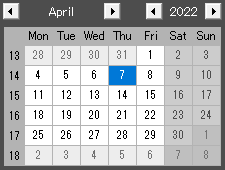 April 2022
Mon Tue Wed Thu Fri Sat Sun
13 28 29 30 31 1 2 3
14 4 5 6 7 8 9 10
15 11 12 13 14 15 16 17
16 18 19 20 21 22 23 24
17 25 26 27 28 29 30 1
18 2 3 4 5 6 7 8